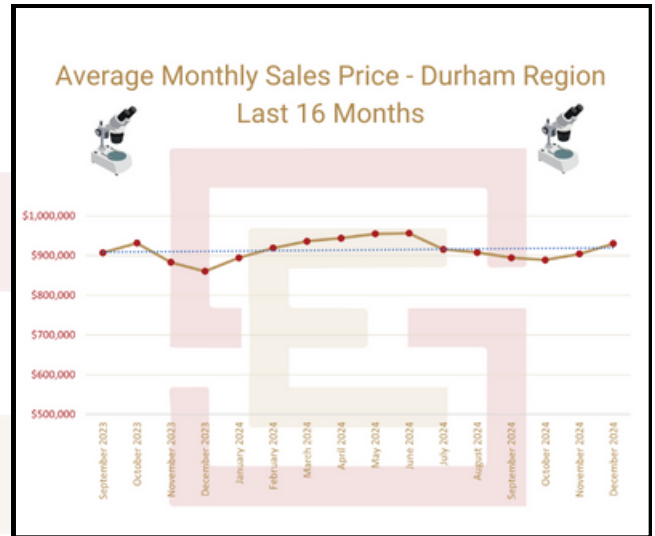 Average Monthly Sales Price - Durham Region
Last 16 Months
$1,000,000
$900,000
$800,000
$700,000
$600,000
$500,000
September 2023
October 2023
November 2023
December 2023
January 2024
February 2024
March 2024
April 2024
May 2024
June 2024
July 2024
August 2024
September 2024
October 2024
November 2024
December 2024